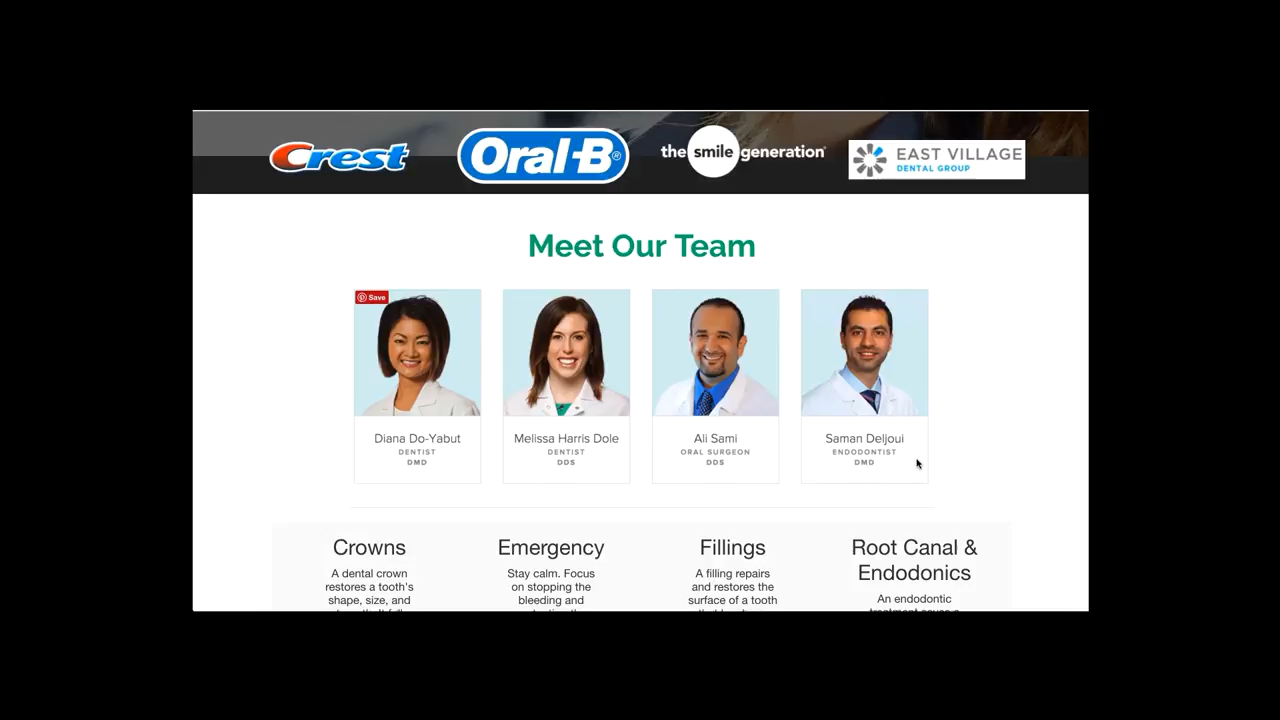 Crest
Oral-B®
the smile generation®
EAST VILLAGE
DENTAL GROUP
Meet Our Team
Save
Diana Do-Yabut
DENTIST
DMD
Melissa Harris Dole
DENTIST
DDS
Ali Sami
ORAL SURGEON
DDS
Saman Deljoui
ENDODONTIST
DMD
Crowns
A dental crown
restores a tooth's
shape, size, and
Emergency
Stay calm. Focus
on stopping the
bleeding and
Fillings
A filling repairs
and restores the
surface of a tooth
Root Canal &
Endodonics
An endodontic